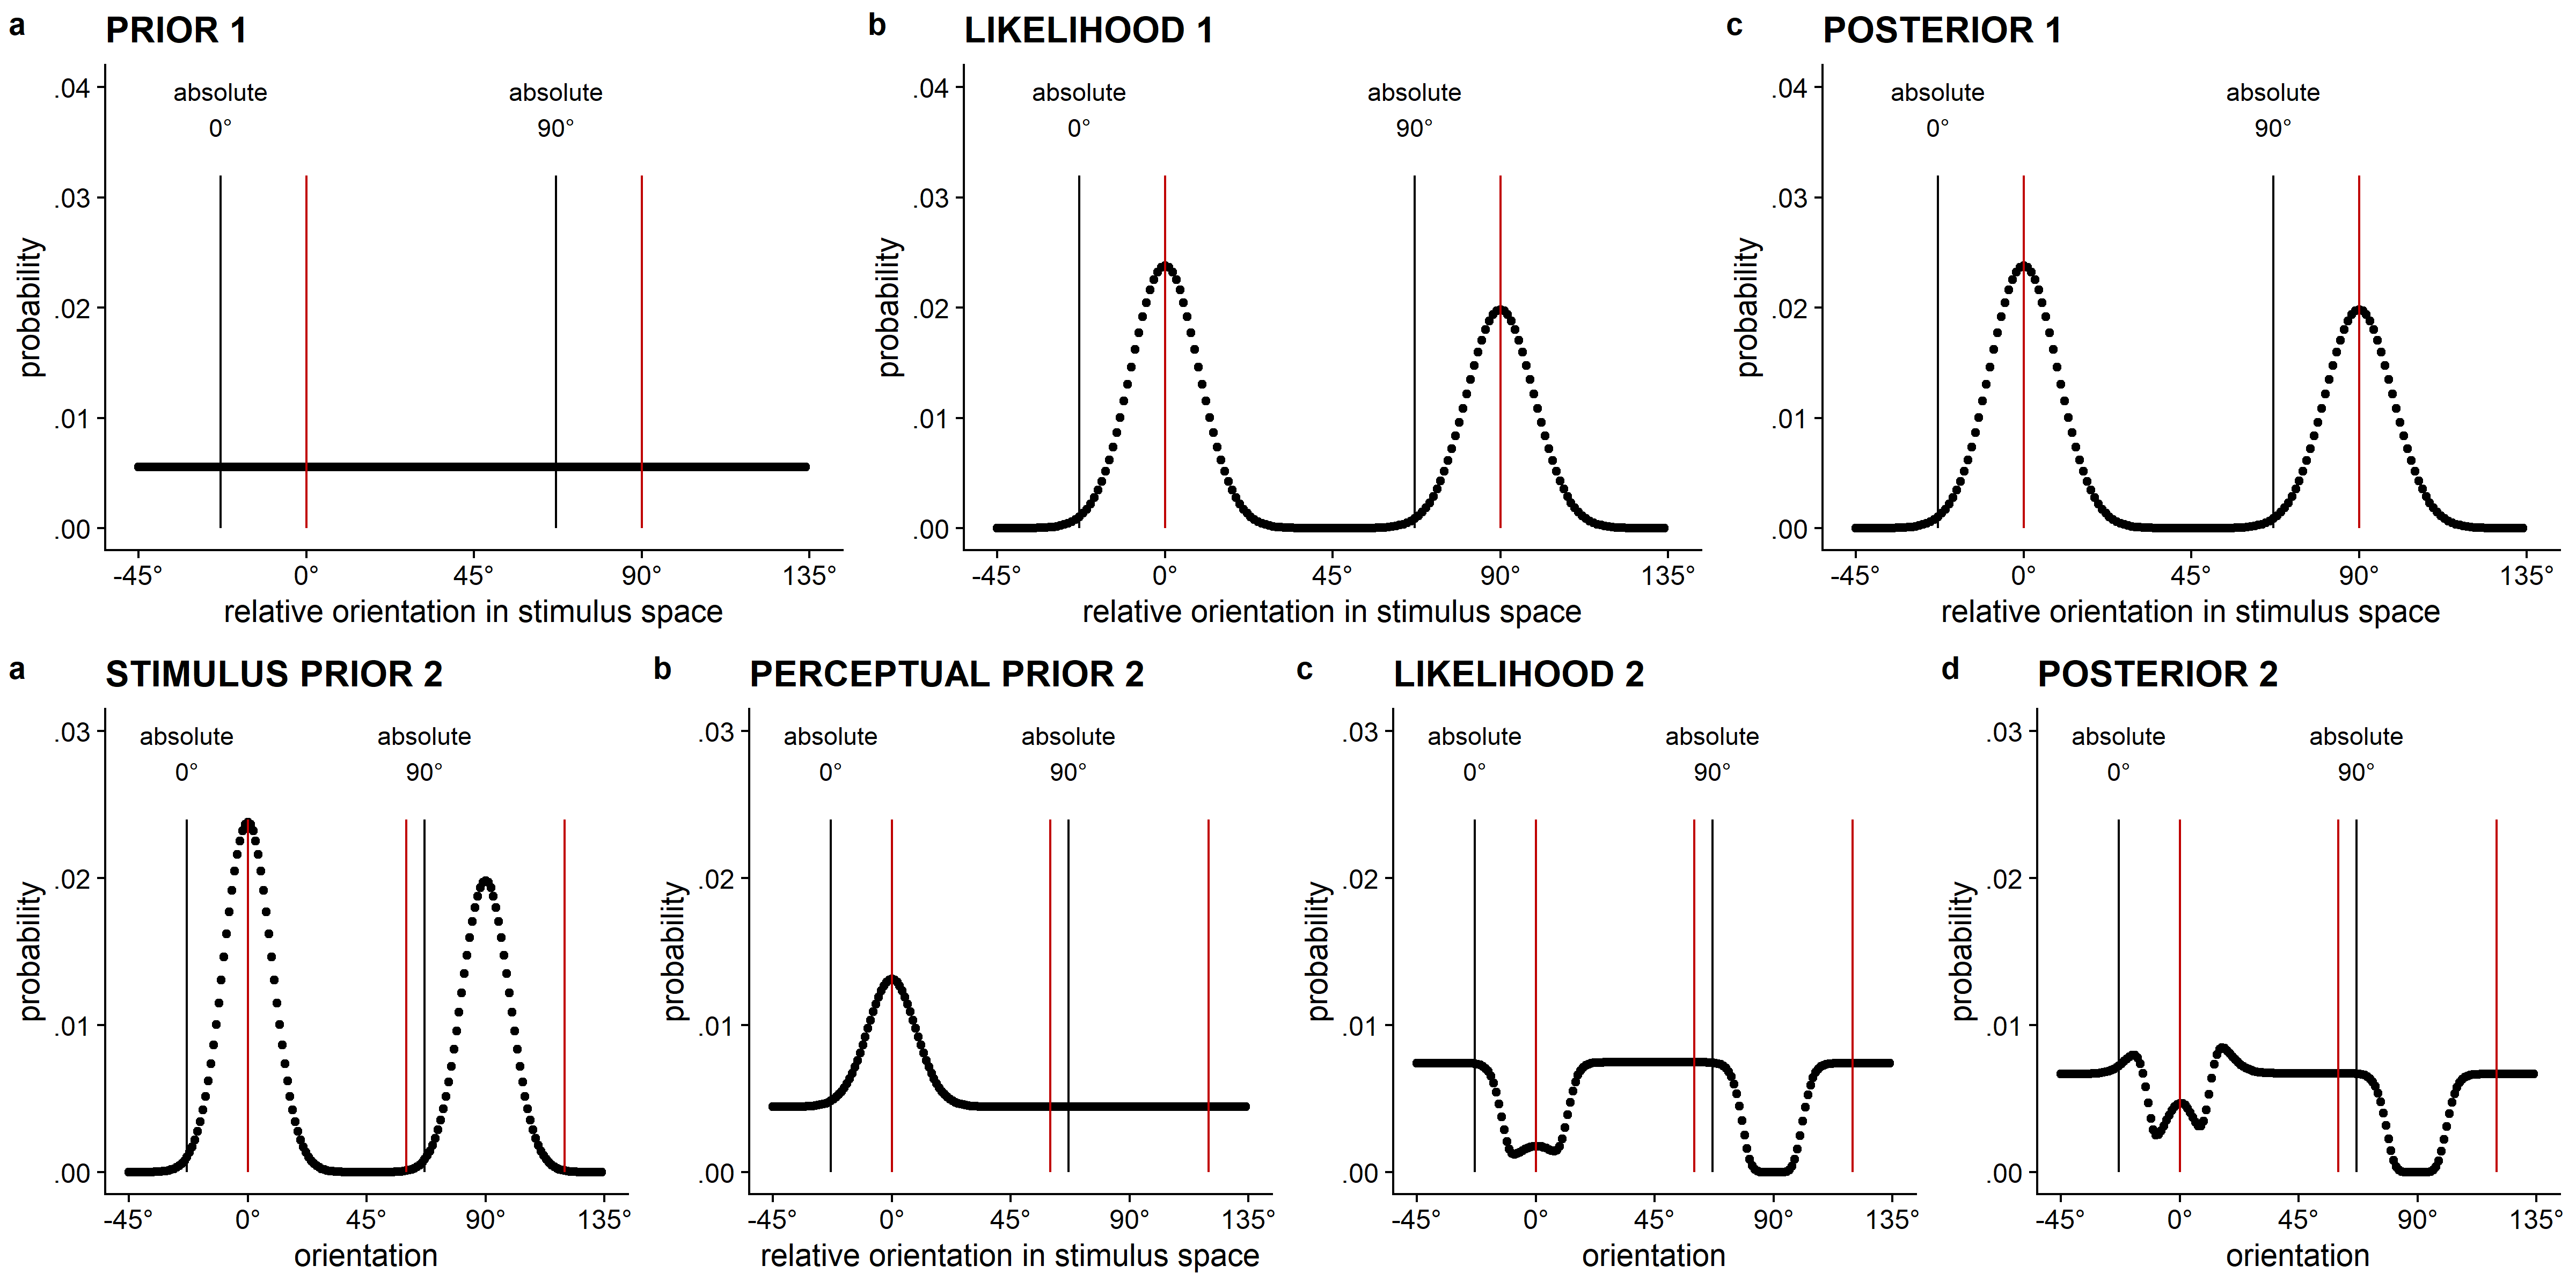 a PRIOR 1
.04
.03
.02
.01
.00
probability
absolute
0°
absolute
90°
-45° 0° 45° 90° 135°
relative orientation in stimulus space
b LIKELIHOOD 1
.04
.03
.02
.01
.00
probability
absolute
0°
absolute
90°
-45° 0° 45° 90° 135°
relative orientation in stimulus space
c POSTERIOR 1
.04
.03
.02
.01
.00
probability
absolute
0°
absolute
90°
-45° 0° 45° 90° 135°
relative orientation in stimulus space
a STIMULUS PRIOR 2
.03
.02
.01
.00
probability
absolute
0°
absolute
90°
-45° 0° 45° 90° 135°
orientation
b PERCEPTUAL PRIOR 2
.03
.02
.01
.00
probability
absolute
0°
absolute
90°
-45° 0° 45° 90° 135°
relative orientation in stimulus space
c LIKELIHOOD 2
.03
.02
.01
.00
probability
absolute
0°
absolute
90°
-45° 0° 45° 90° 135°
orientation
d POSTERIOR 2
.03
.02
.01
.00
probability
absolute
0°
absolute
90°
-45° 0° 45° 90° 135°
orientation